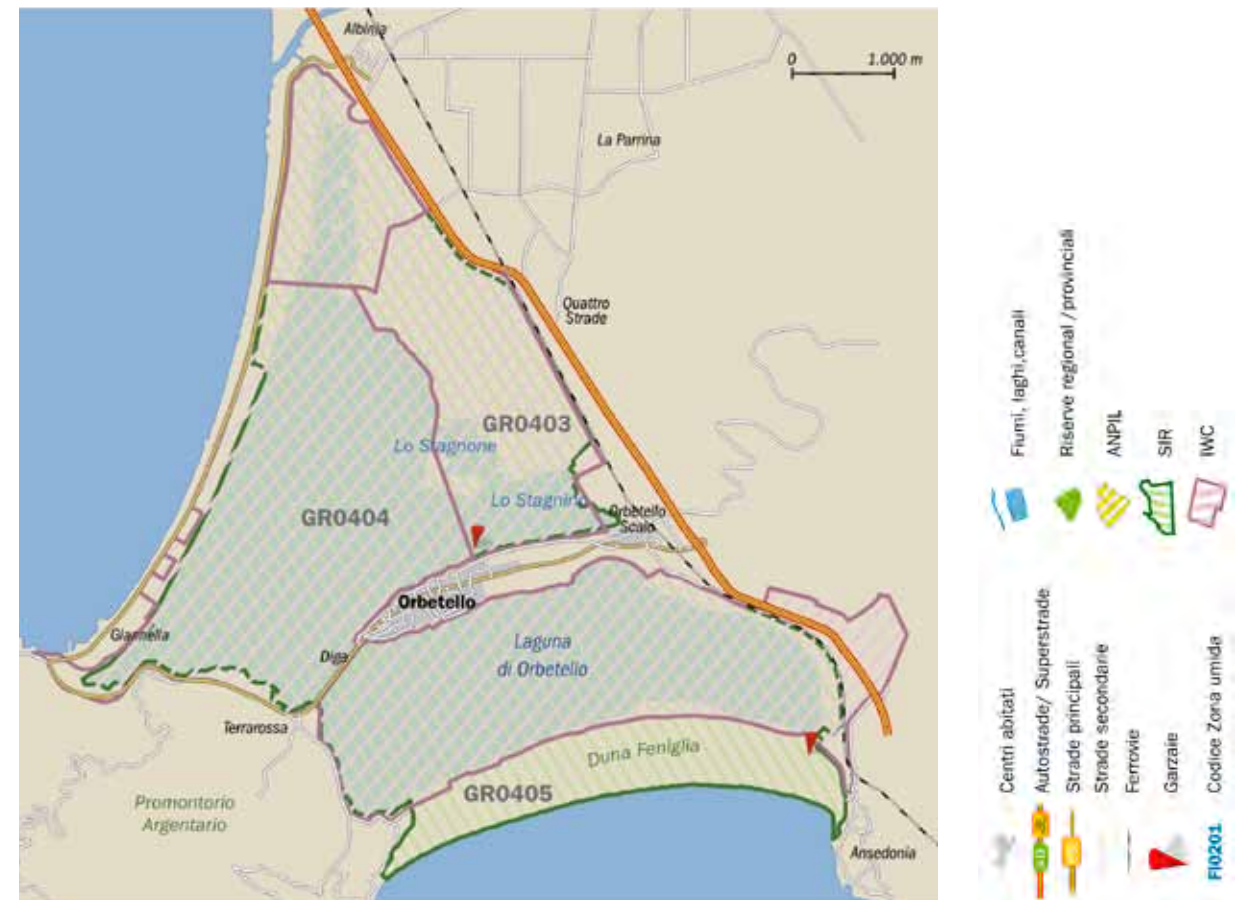 Albinia
0 1.000 m
La Parrina
Quattro
Strade
GR0403
Lo Stagnone
Lo Stagnino
GR0404
Orbetello
Scalo
Orbetello
Giannella
Diga
Laguna
di Orbetello
Terrarossa
Duna Feniglia
GR0405
Promontorio
Argentario
Ansedonia
Fiumi, laghi,canali
Riserve regional /provinciali
ANPIL
SIR
IWC
Centri abitati
Autostrade/ Superstrade
Strade principali
Strade secondarie
Ferrovie
Garzaie
FI0201 Codice Zona umida